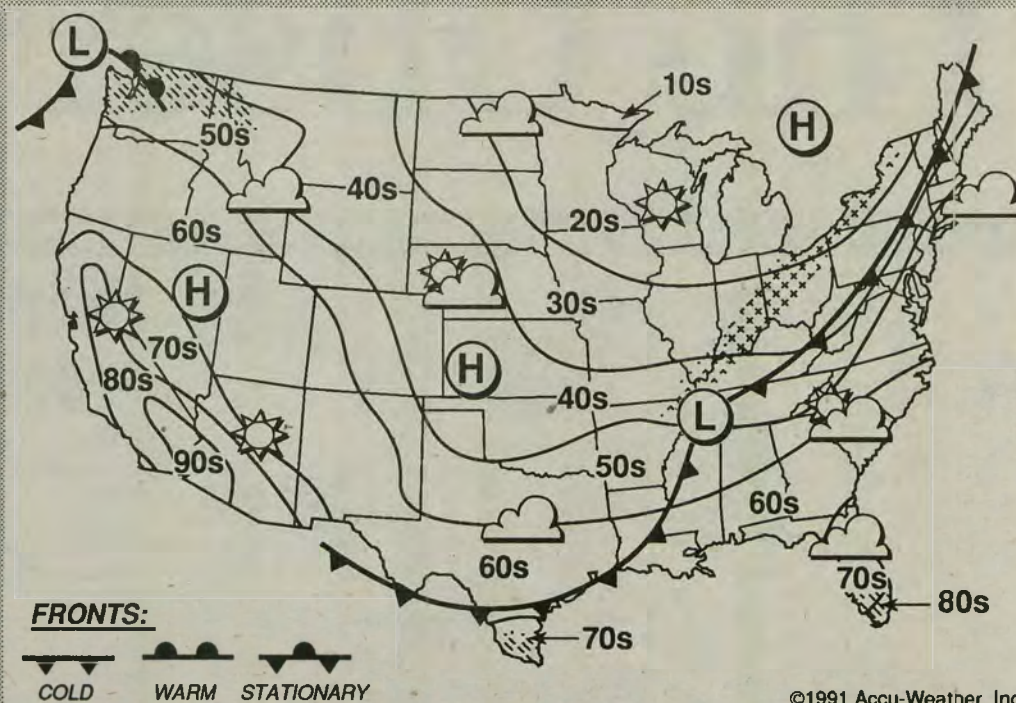 L
10s
H
50s
40s
20s
60s
H
30s
70s
H
80s
40s
L
90s
50s
60s
60s
70s
80s
70s
FRONTS:
COLD WARM STATIONARY
©1991 Accu-Weather, Inc